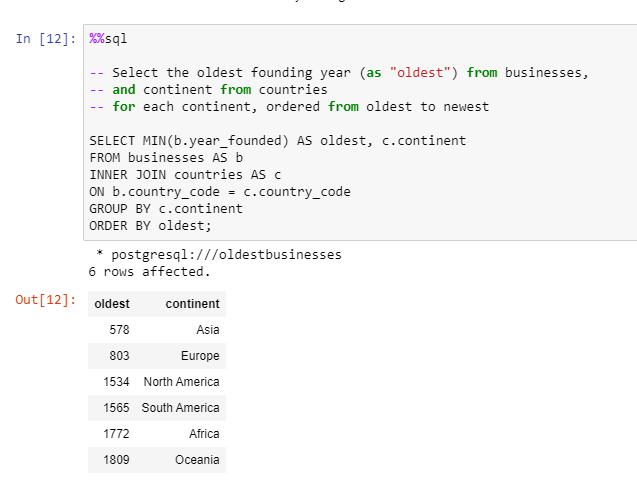 In [12]: %%sql
-- Select the oldest founding year (as "oldest") from businesses,
-- and continent from countries
-- for each continent, ordered from oldest to newest
SELECT MIN(b.year_founded) AS oldest, c.continent
FROM businesses AS b
INNER JOIN countries AS c
ON b.country_code = c.country_code
GROUP BY c.continent
ORDER BY oldest;
* postgresql:///oldestbusinesses
6 rows affected.
Out[12]: oldest continent
578 Asia
803 Europe
1534 North America
1565 South America
1772 Africa
1809 Oceania